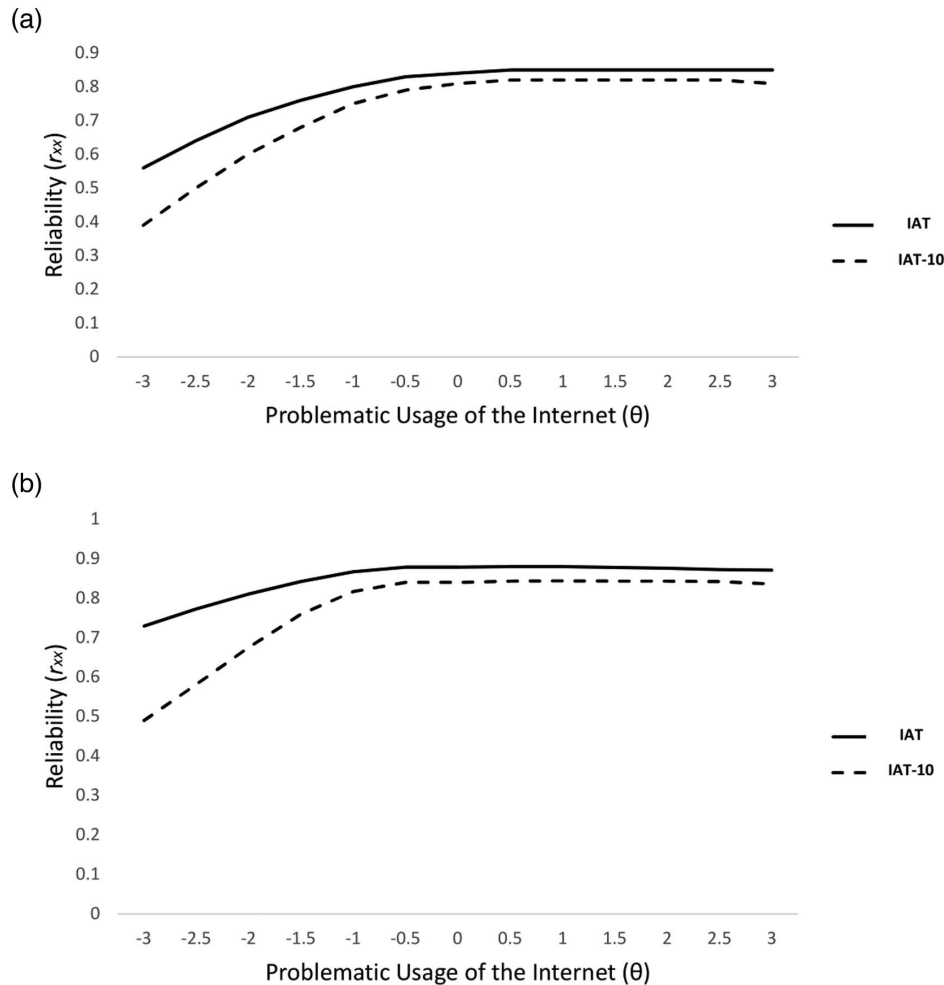 (a)
0.9
0.8
0.7
0.6
0.5
0.4
0.3
0.2
0.1
0
Reliability (rxx)
-3 -2.5 -2 -1.5 -1 -0.5 0 0.5 1 1.5 2 2.5 3
Problematic Usage of the Internet (θ)
IAT
IAT-10
(b)
1
0.9
0.8
0.7
0.6
0.5
0.4
0.3
0.2
0.1
0
Reliability (rxx)
-3 -2.5 -2 -1.5 -1 -0.5 0 0.5 1 1.5 2 2.5 3
Problematic Usage of the Internet (θ)
IAT
IAT-10